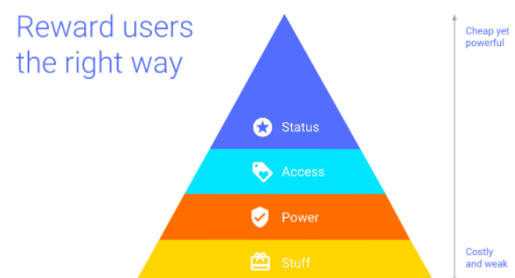 Reward users
the right way
Cheap yet
powerful
Status
Access
Power
Stuff
Costly
and weak